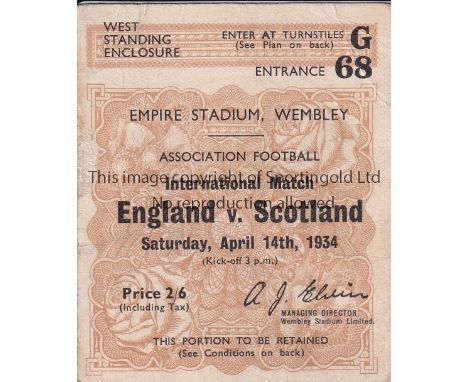 WEST
STANDING
ENCLOSURE
ENTER AT TURNSTILES
(See Plan on back)
G
ENTRANCE 68
EMPIRE STADIUM, WEMBLEY
ASSOCIATION FOOTBALL
This image copyright of Sportingold Ltd
International Match
No reproduction allowed
England v. Scotland
Saturday, April 14th, 1934
(Kick-off 3 p.m.)
Price 2/6
(Including Tax)
A. J. Elvin
MANAGING DIRECTOR
Wembley Stadium Limited.
THIS PORTION TO BE RETAINED
(See Conditions on back)